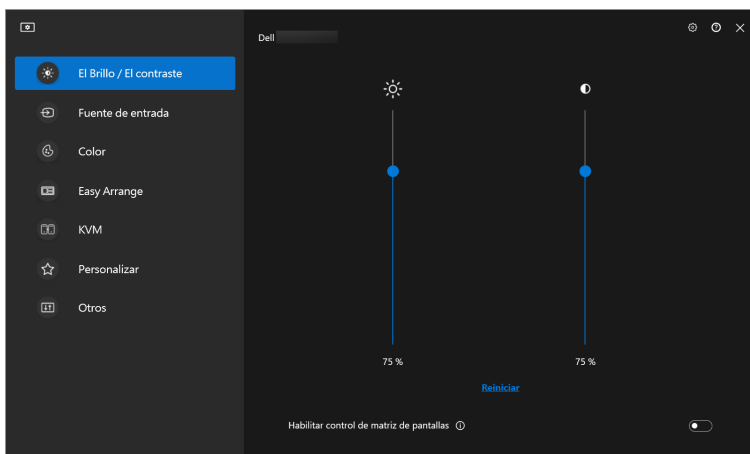 Dell
El Brillo / El contraste
Fuente de entrada
Color
Easy Arrange
KVM
Personalizar
Otros
75 %
75 %
Reiniciar
Habilitar control de matriz de pantallas